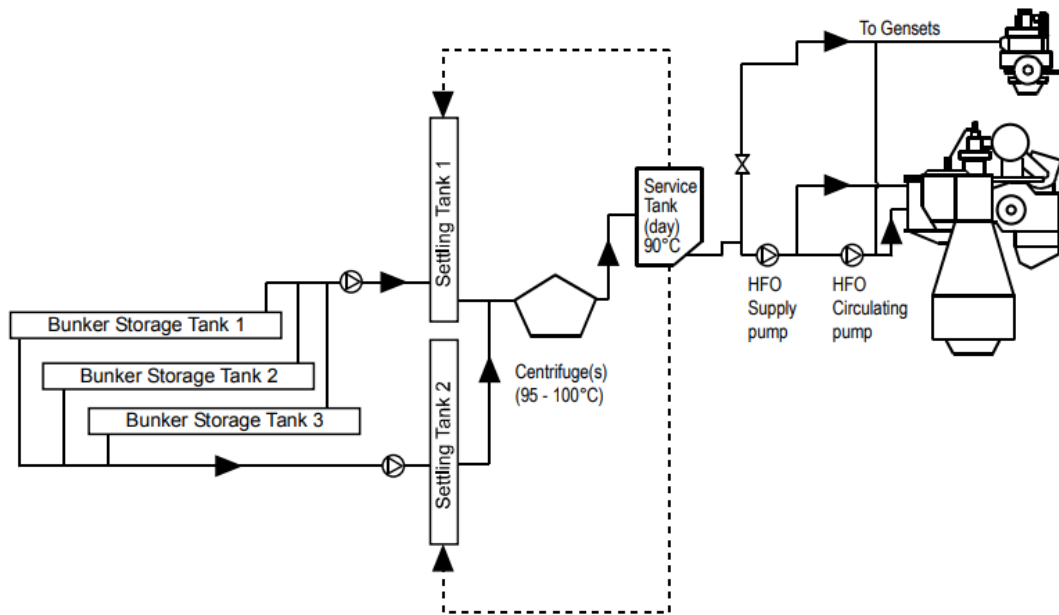 To Gensets
Settling Tank 1
Service
Tank
(day)
90°C
HFO
Supply
pump
HFO
Circulating
pump
Bunker Storage Tank 1
Bunker Storage Tank 2
Bunker Storage Tank 3
Settling Tank 2
Centrifuge(s)
(95 - 100°C)